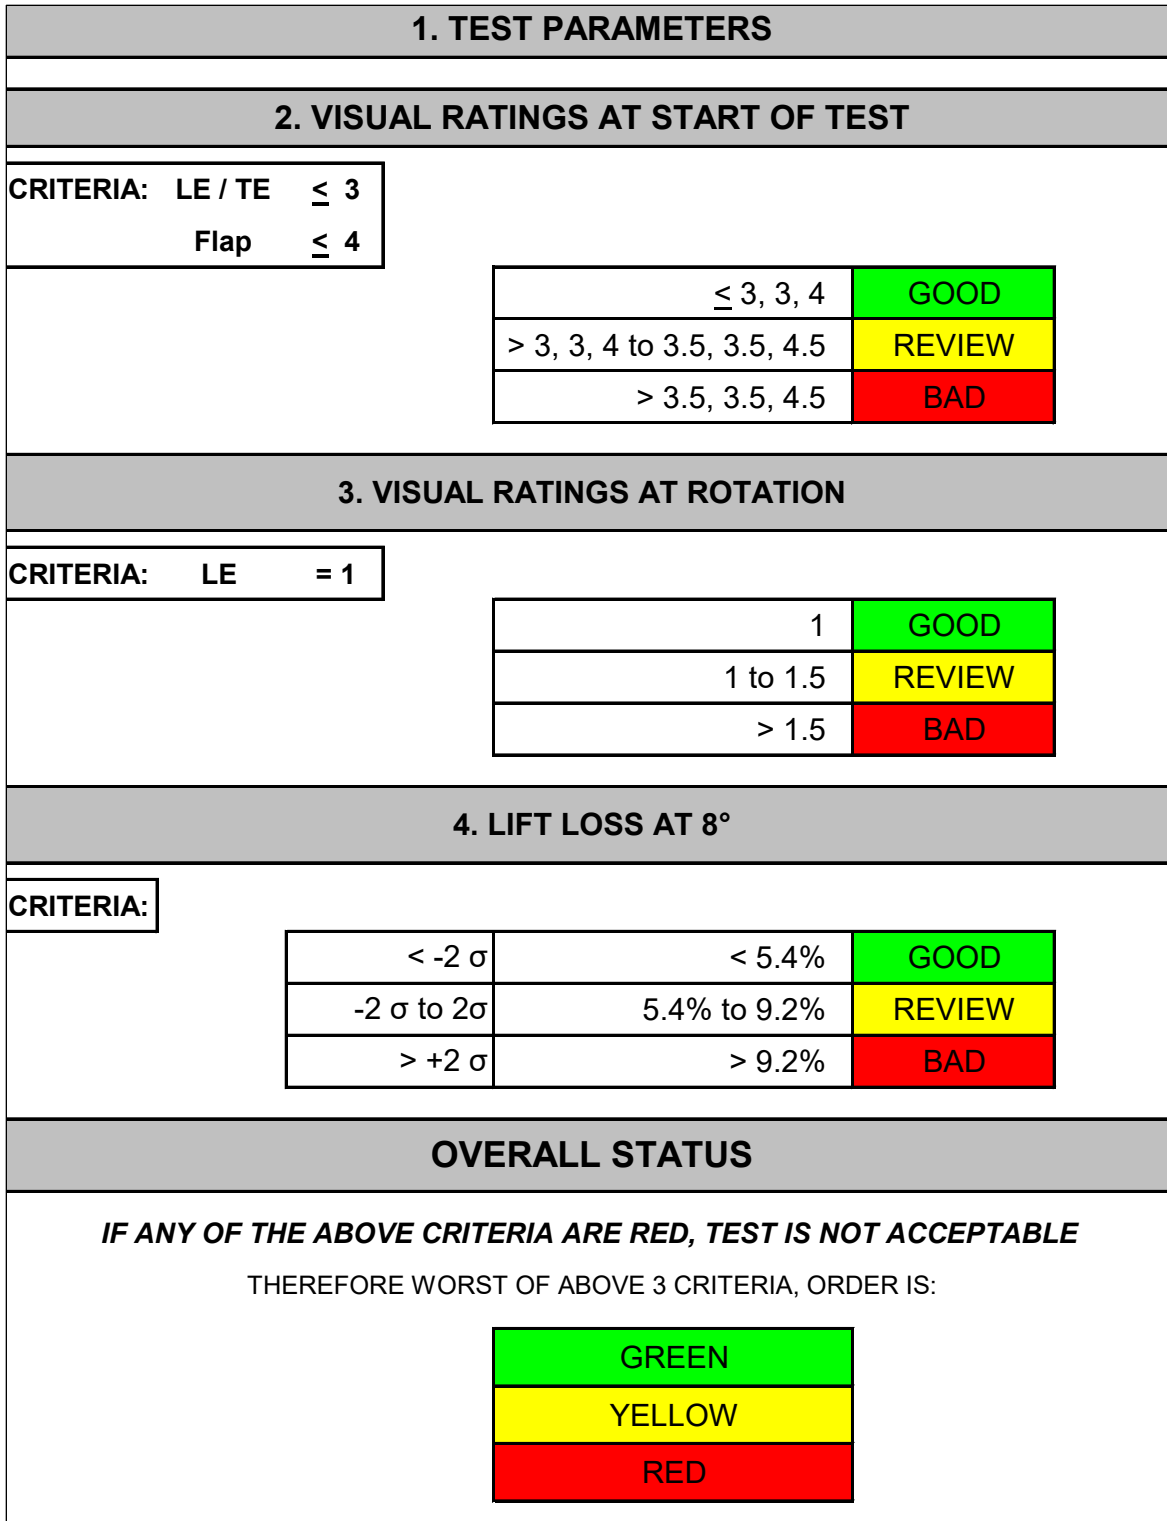 1. TEST PARAMETERS
2. VISUAL RATINGS AT START OF TEST
CRITERIA: LE / TE ≤ 3
Flap ≤ 4
≤ 3, 3, 4 GOOD
> 3, 3, 4 to 3.5, 3.5, 4.5 REVIEW
> 3.5, 3.5, 4.5 BAD
3. VISUAL RATINGS AT ROTATION
CRITERIA: LE = 1
1 GOOD
1 to 1.5 REVIEW
> 1.5 BAD
4. LIFT LOSS AT 8°
CRITERIA:
< -2 σ < 5.4% GOOD
-2 σ to 2σ 5.4% to 9.2% REVIEW
> +2 σ > 9.2% BAD
OVERALL STATUS
IF ANY OF THE ABOVE CRITERIA ARE RED, TEST IS NOT ACCEPTABLE
THEREFORE WORST OF ABOVE 3 CRITERIA, ORDER IS:
GREEN
YELLOW
RED